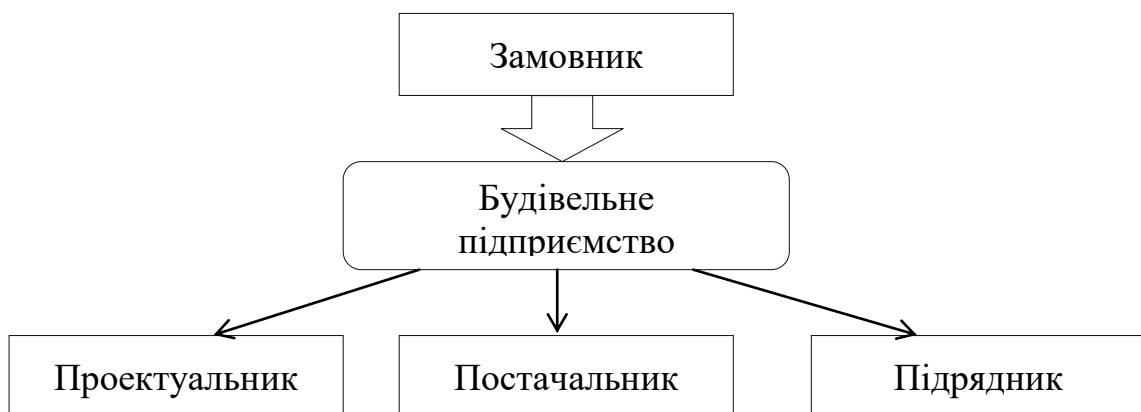 Замовник
Будівельне
підприємство
Проектуальник
Постачальник
Підрядник